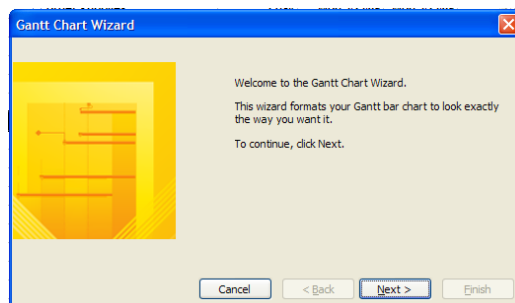 Gantt Chart Wizard
Welcome to the Gantt Chart Wizard.
This wizard formats your Gantt bar chart to look exactly
the way you want it.
To continue, click Next.
Cancel
< Back
Next >
Finish